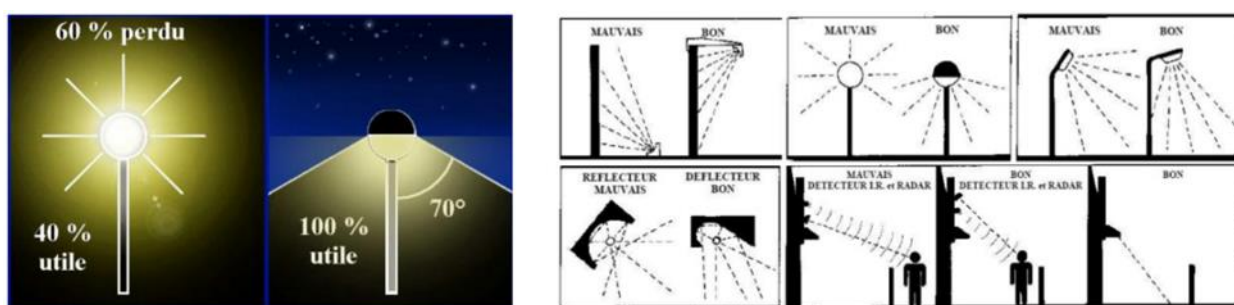 60 % perdu
40 %
utile
100 %
utile
70°
MAUVAIS
BON
MAUVAIS
BON
MAUVAIS
BON
REFLECTEUR
MAUVAIS
DEFLECTEUR
BON
MAUVAIS
DETECTEUR I.R. et RADAR
BON
DETECTEUR I.R. et RADAR
BON